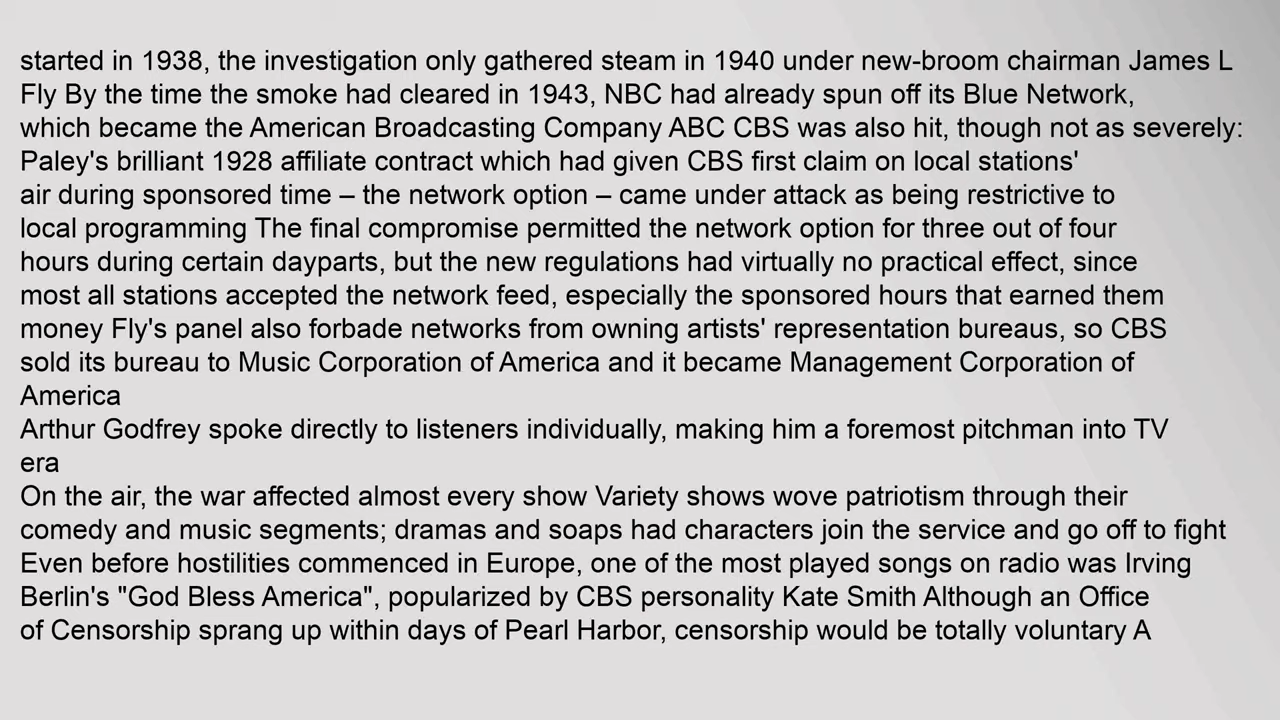 started in 1938, the investigation only gathered steam in 1940 under new-broom chairman James L
Fly By the time the smoke had cleared in 1943, NBC had already spun off its Blue Network,
which became the American Broadcasting Company ABC CBS was also hit, though not as severely:
Paley's brilliant 1928 affiliate contract which had given CBS first claim on local stations'
air during sponsored time – the network option – came under attack as being restrictive to
local programming The final compromise permitted the network option for three out of four
hours during certain dayparts, but the new regulations had virtually no practical effect, since
most all stations accepted the network feed, especially the sponsored hours that earned them
money Fly's panel also forbade networks from owning artists' representation bureaus, so CBS
sold its bureau to Music Corporation of America and it became Management Corporation of
America
Arthur Godfrey spoke directly to listeners individually, making him a foremost pitchman into TV
era
On the air, the war affected almost every show Variety shows wove patriotism through their
comedy and music segments; dramas and soaps had characters join the service and go off to fight
Even before hostilities commenced in Europe, one of the most played songs on radio was Irving
Berlin's "God Bless America", popularized by CBS personality Kate Smith Although an Office
of Censorship sprang up within days of Pearl Harbor, censorship would be totally voluntary A